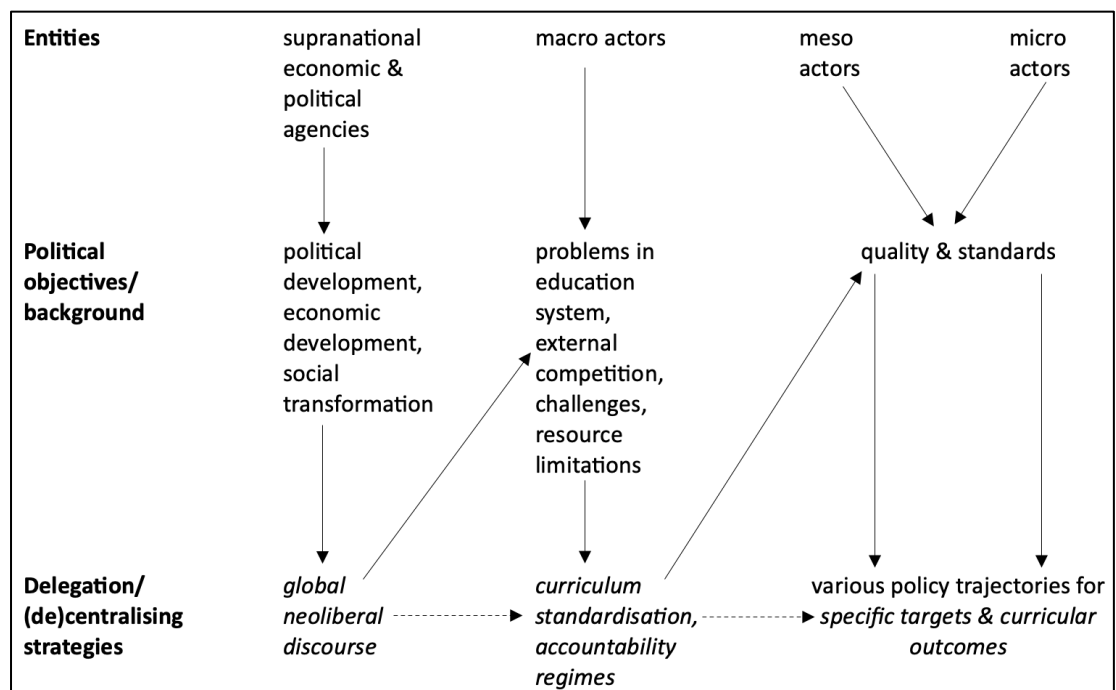 Entities
supranational
economic &
political
agencies
macro actors
meso
actors
micro
actors
Political
objectives/
background
political
development,
economic
development,
social
transformation
problems in
education
system,
external
competition,
challenges,
resource
limitations
quality & standards
Delegation/
(de)centralising
strategies
global
neoliberal
discourse
curriculum
standardisation,
accountability
regimes
various policy trajectories for
specific targets & curricular
outcomes